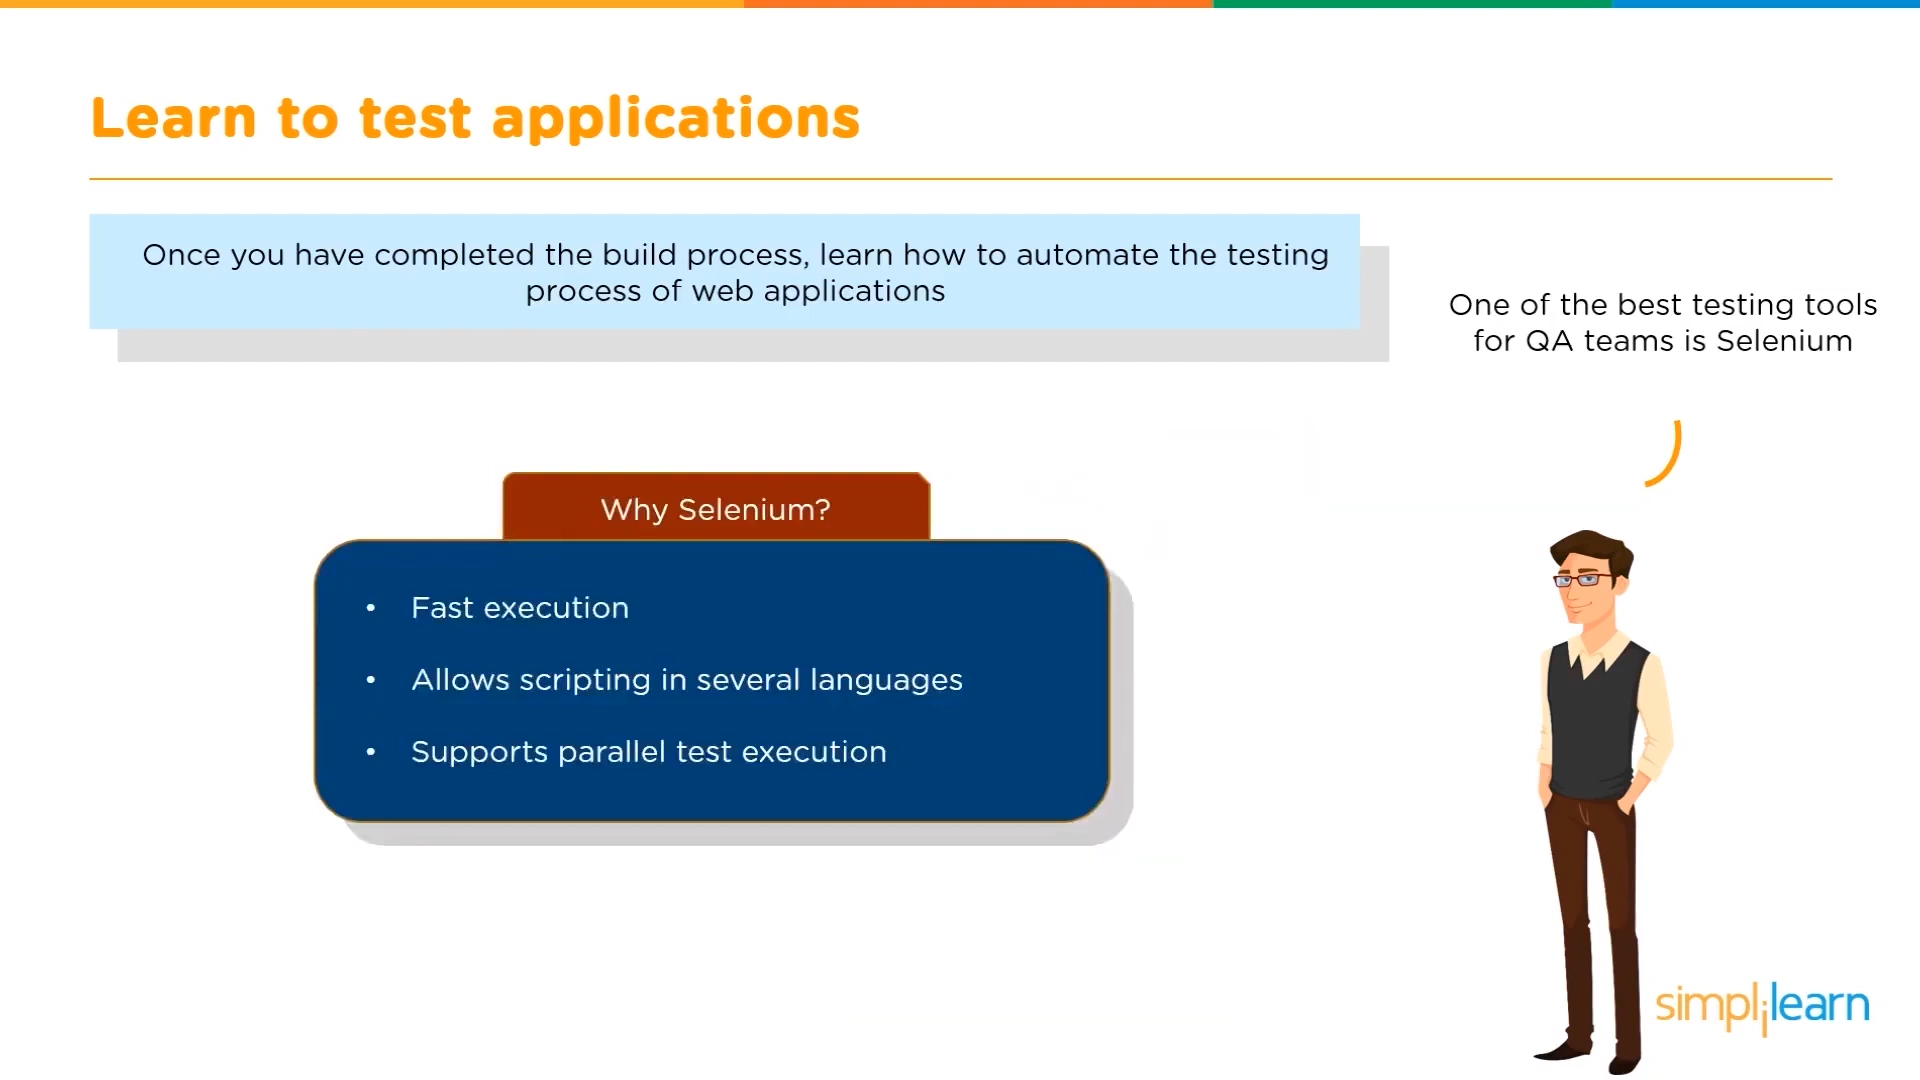 Learn to test applications
Once you have completed the build process, learn how to automate the testing
process of web applications
One of the best testing tools
for QA teams is Selenium
Why Selenium?
• Fast execution
• Allows scripting in several languages
• Supports parallel test execution
simplilearn